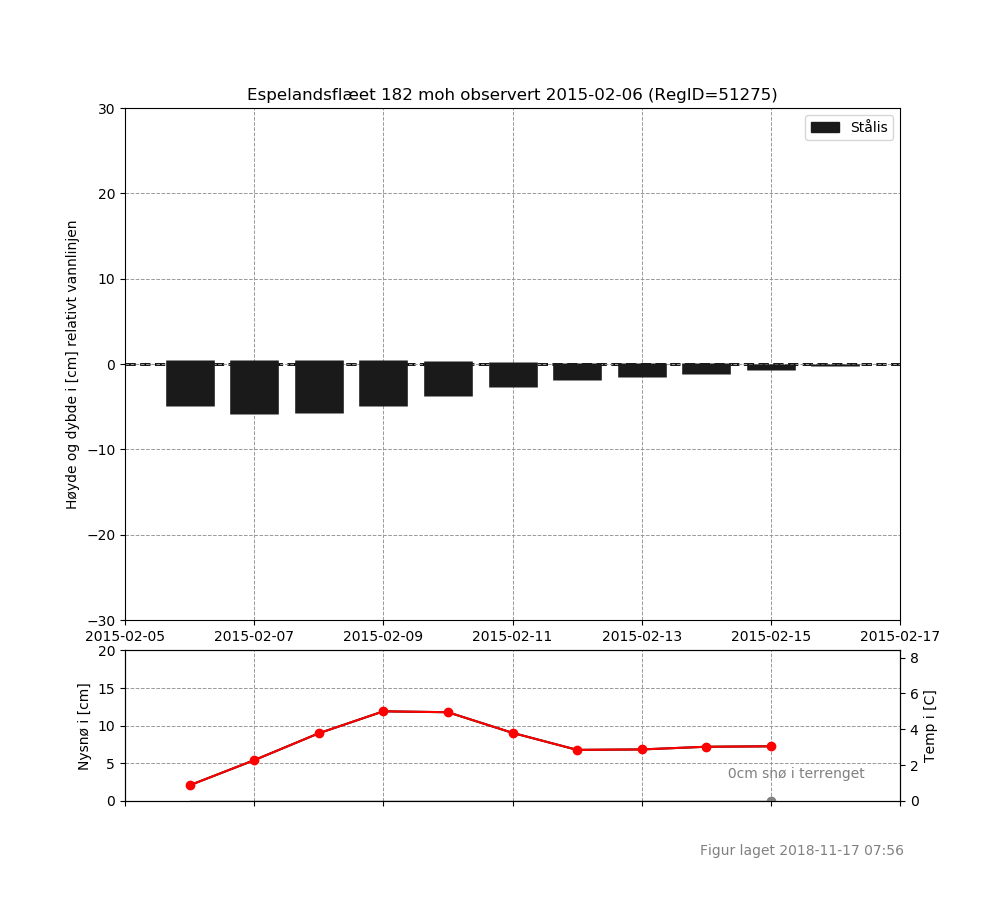 Espelandsflæet 182 moh observert 2015-02-06 (RegID=51275)
Stålis
Høyde og dybde i [cm] relativt vannlinjen
30
20
10
0
−10
−20
−30
2015-02-05 2015-02-07 2015-02-09 2015-02-11 2015-02-13 2015-02-15 2015-02-17
Nysnø i [cm]
20
15
10
5
0
8
6
4
2
0
Temp i [C]
0cm snø i terrenget
Figur laget 2018-11-17 07:56